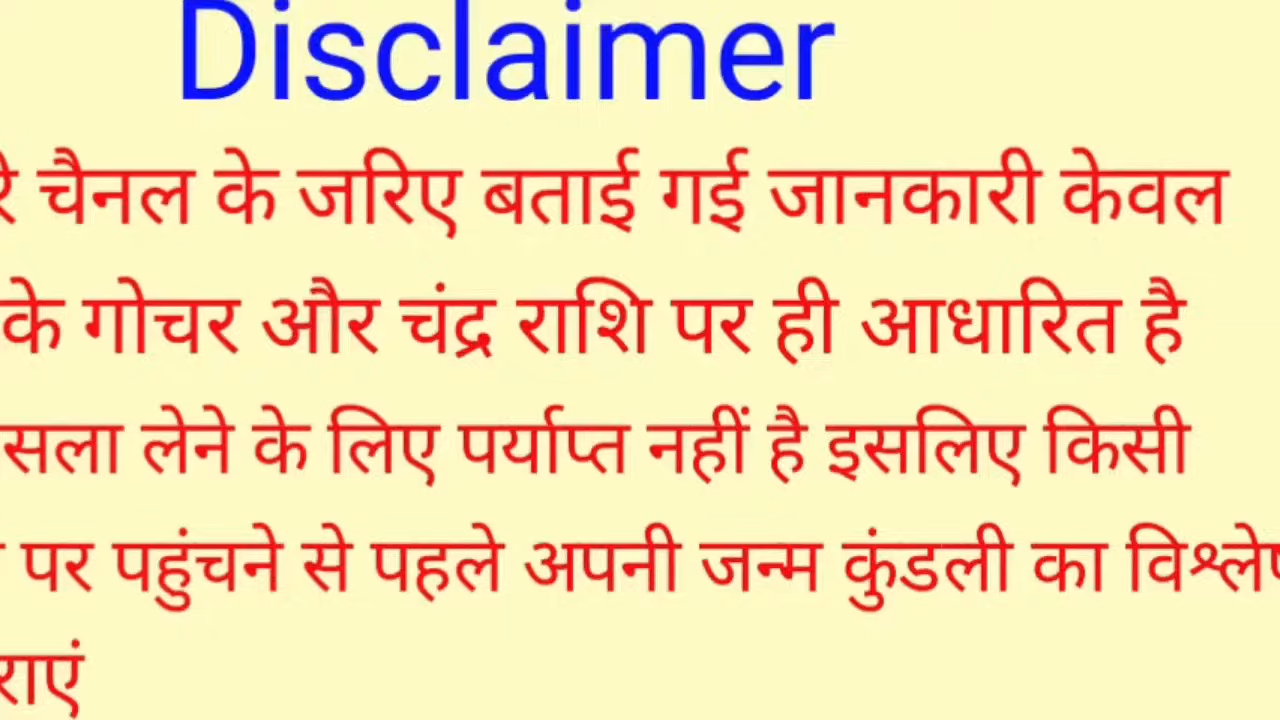 Disclaimer
चैनल के जरिए बताई गई जानकारी केवल
के गोचर और चंद्र राशि पर ही आधारित है
सला लेने के लिए पर्याप्त नहीं है इसलिए किसी
पर पहुंचने से पहले अपनी जन्म कुंडली का
राएं